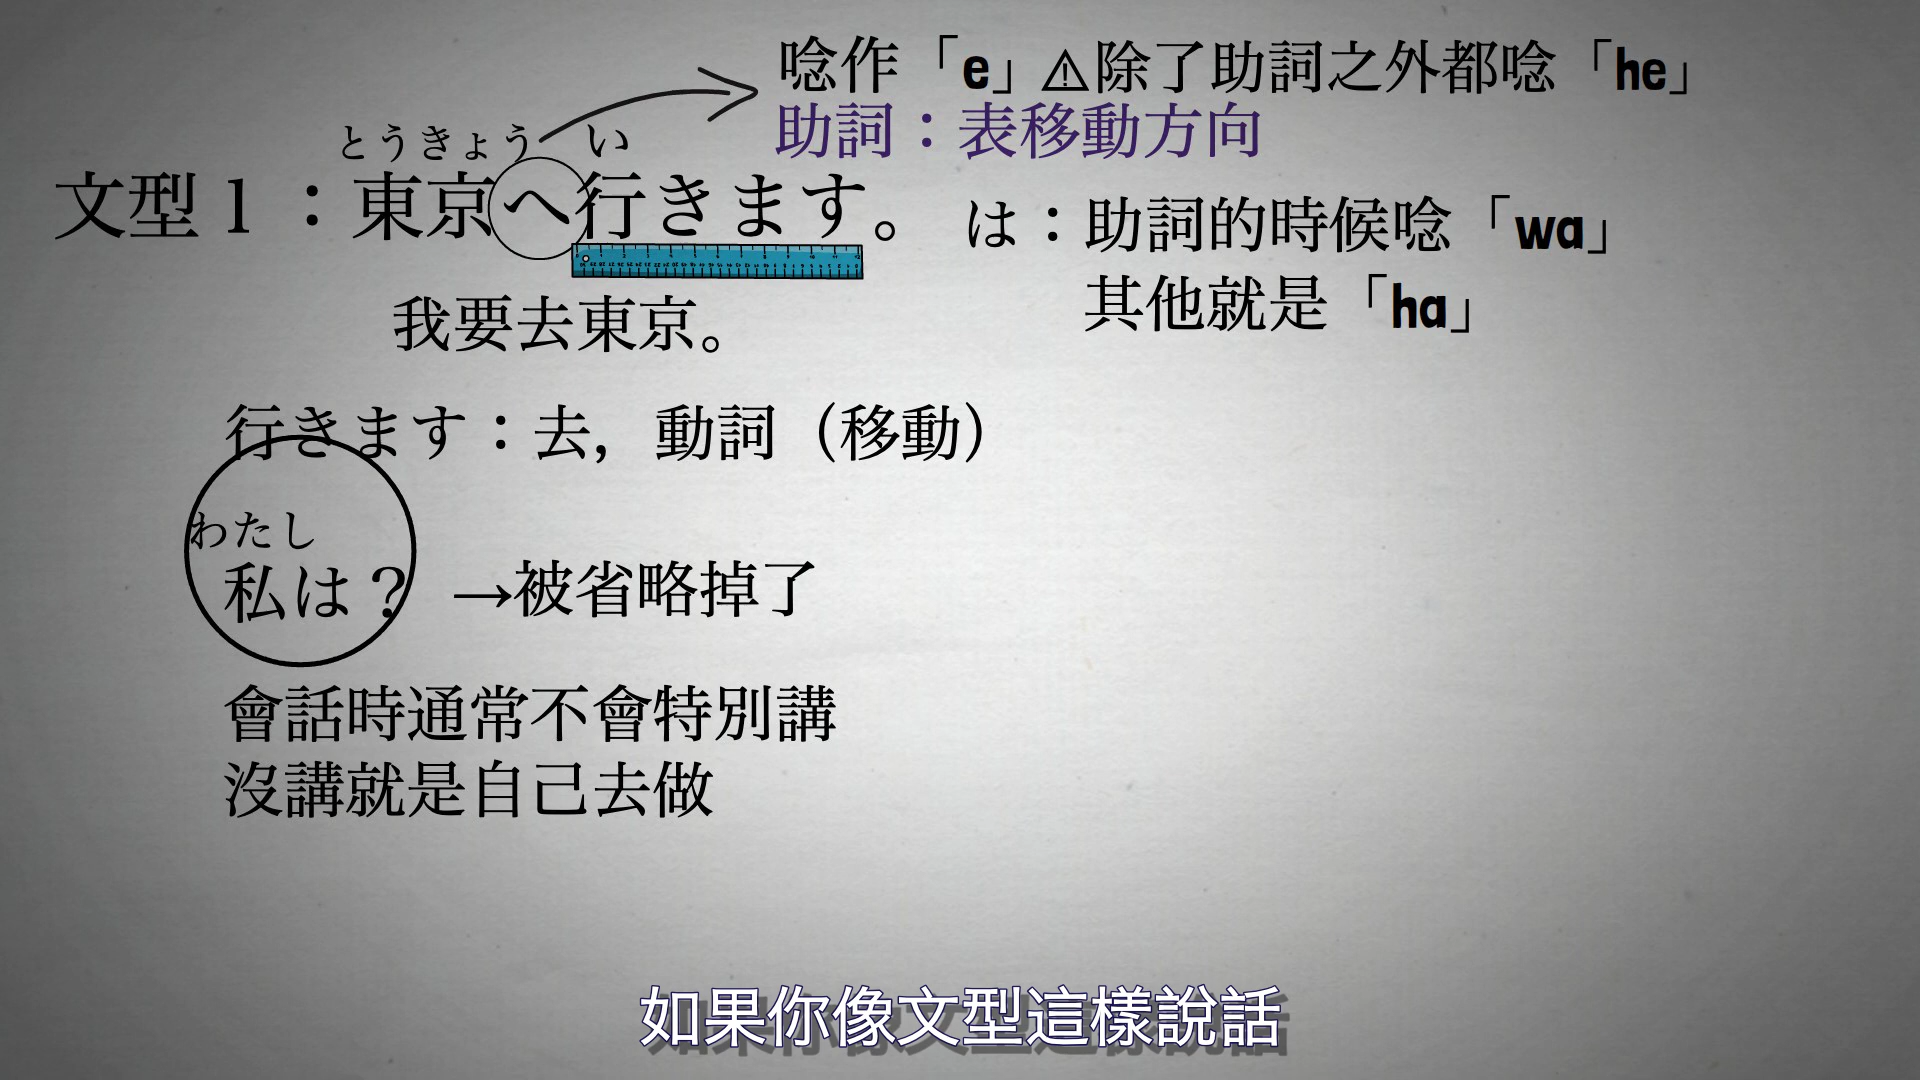 唸作「e」⚠除了助詞之外都唸「he」
助詞：表移動方向
とうきょう い
文型1：東京へ行きます。
は：助詞的時候唸「wa」
其他就是「ha」
我要去東京。
行きます：去，動詞（移動）
わたし
私は？ →被省略掉了
會話時通常不會特別講
沒講就是自己去做
如果你像文型這樣說話